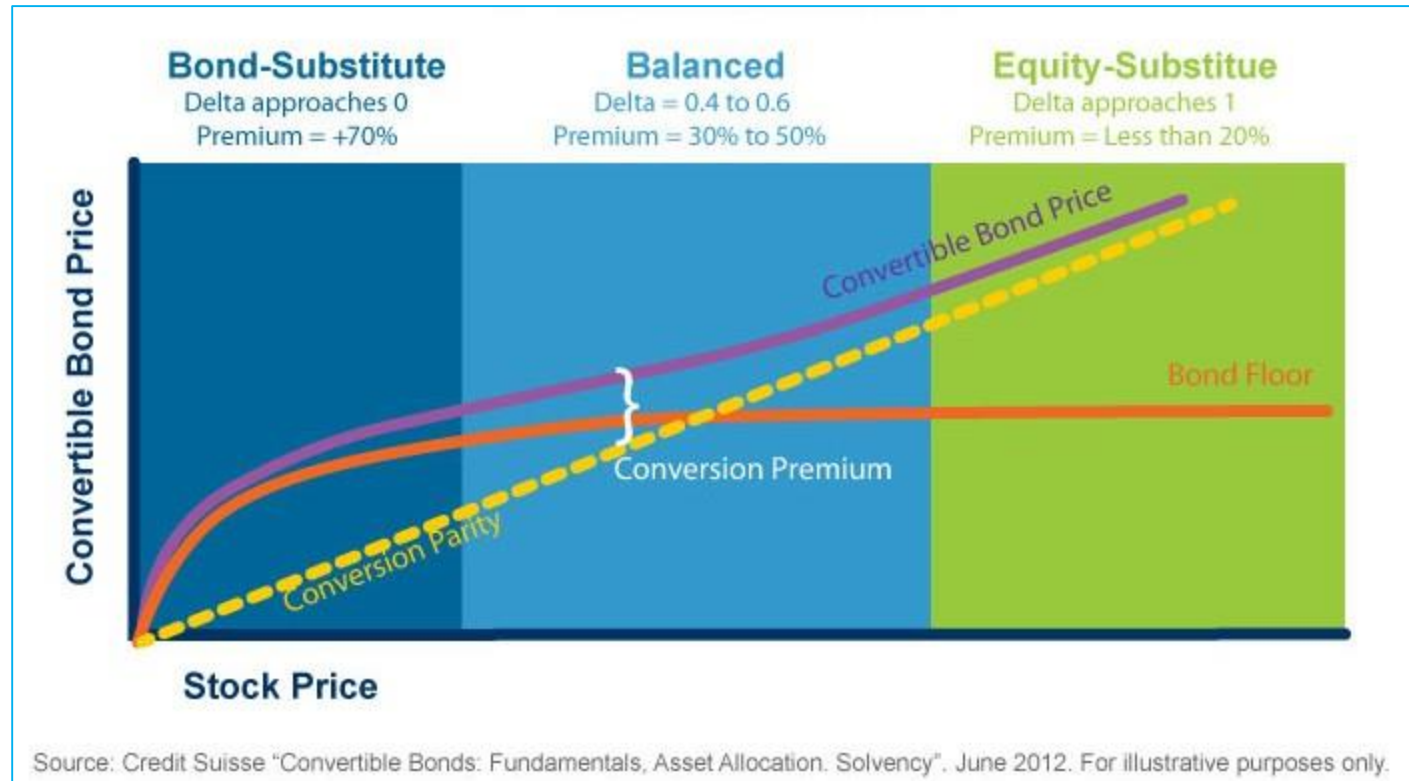 Bond-Substitute
Delta approaches 0
Premium = +70%
Balanced
Delta = 0.4 to 0.6
Premium = 30% to 50%
Equity-Substitue
Delta approaches 1
Premium = Less than 20%
Convertible Bond Price
Convertible Bond Price
Bond Floor
}
Conversion Premium
Conversion Parity
Stock Price
Source: Credit Suisse “Convertible Bonds: Fundamentals, Asset Allocation. Solvency”. June 2012. For illustrative purposes only.